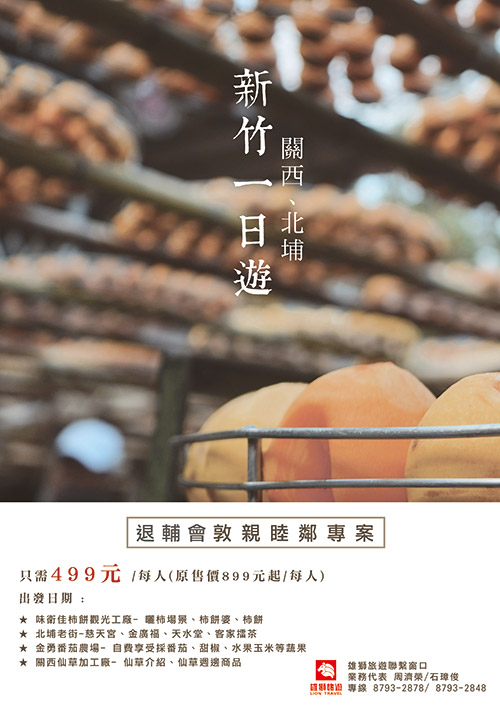 新竹一日遊
關西、北埔
退輔會敦親睦鄰專案
只需499元 /每人(原售價899元起/每人)
出發日期 :
★ 味衛佳柿餅觀光工廠- 曬柿場景、柿餅婆、柿餅
★ 北埔老街-慈天宮、金廣福、天水堂、客家擂茶
★ 金勇番茄農場- 自費享受採番茄、甜椒、水果玉米等蔬果
★ 關西仙草加工廠- 仙草介紹、仙草週邊商品
雄獅旅遊
LION TRAVEL
雄獅旅遊聯繫窗口
業務代表 周濟榮/石瑋俊
專線 8793-2878/ 8793-2848